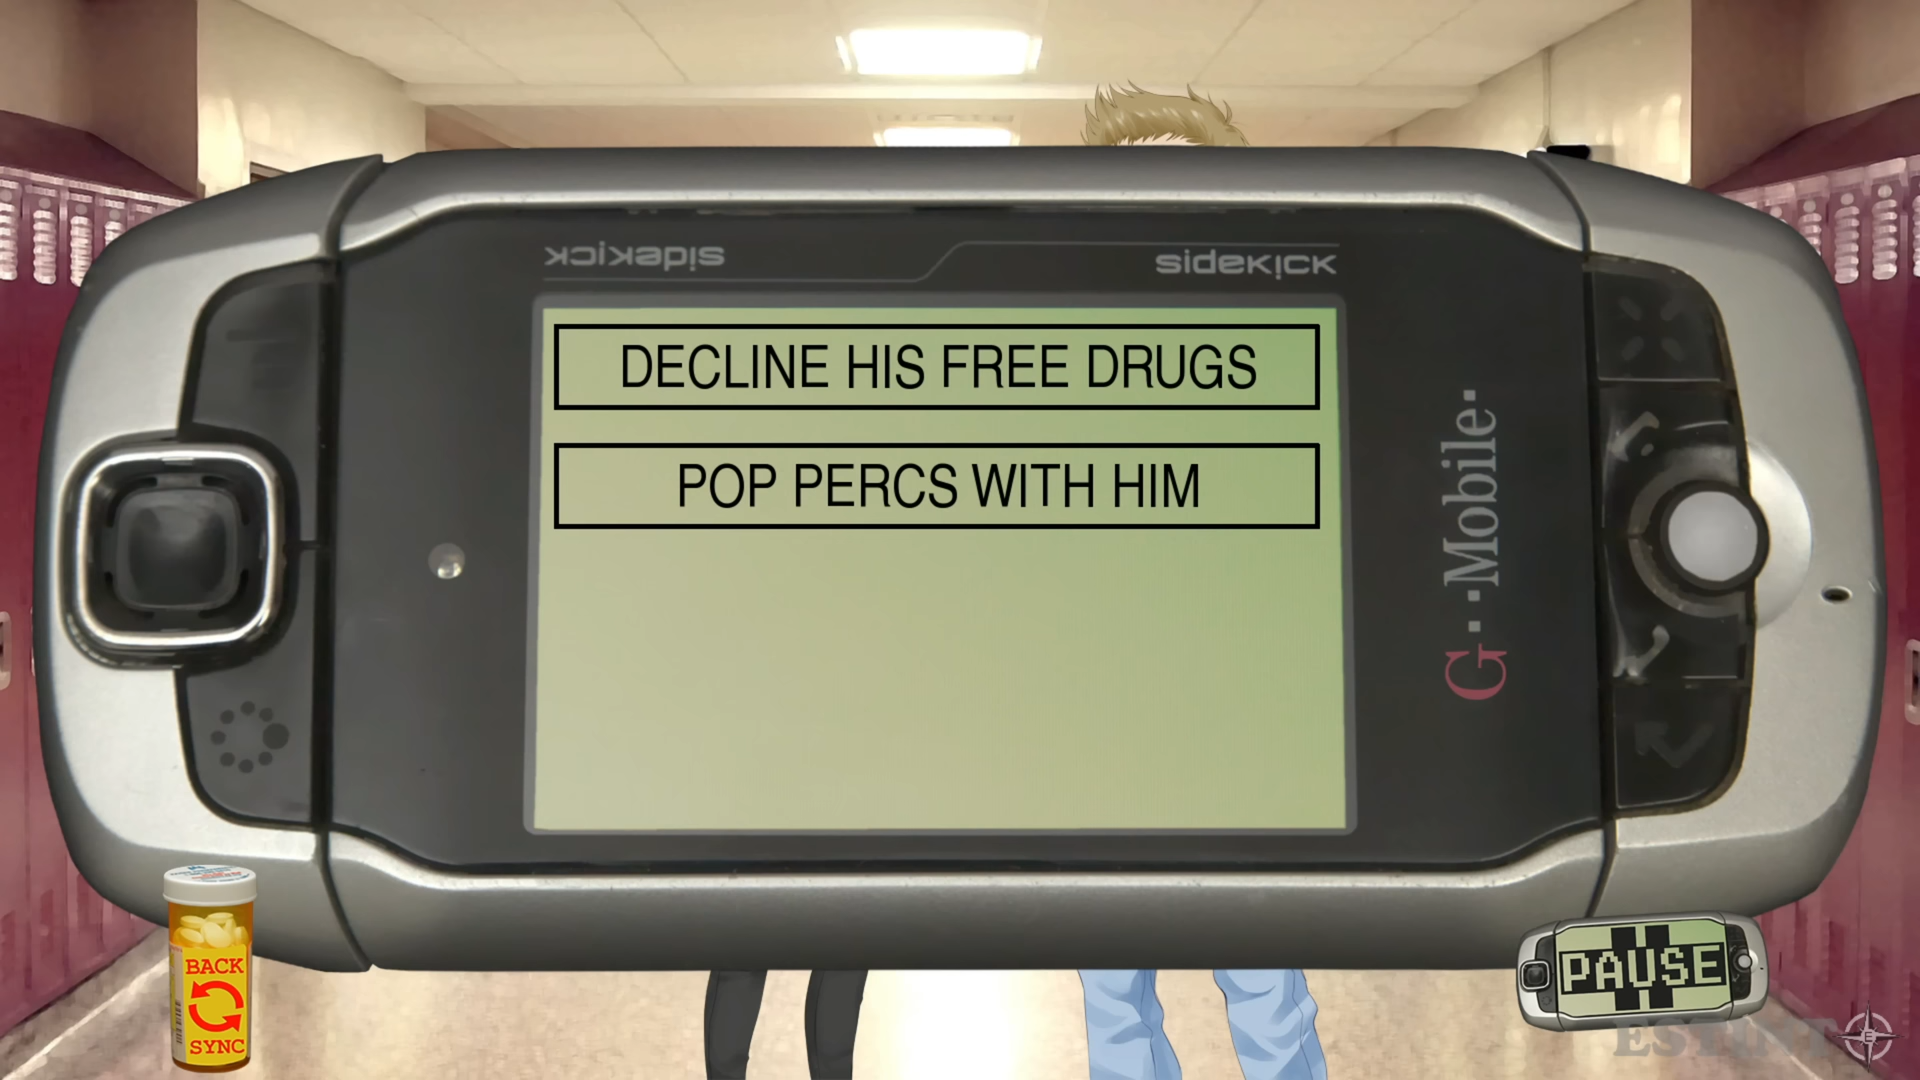 sidekick
sidekick
DECLINE HIS FREE DRUGS
POP PERCS WITH HIM
G··Mobile·
BACK
SYNC
PAUSE